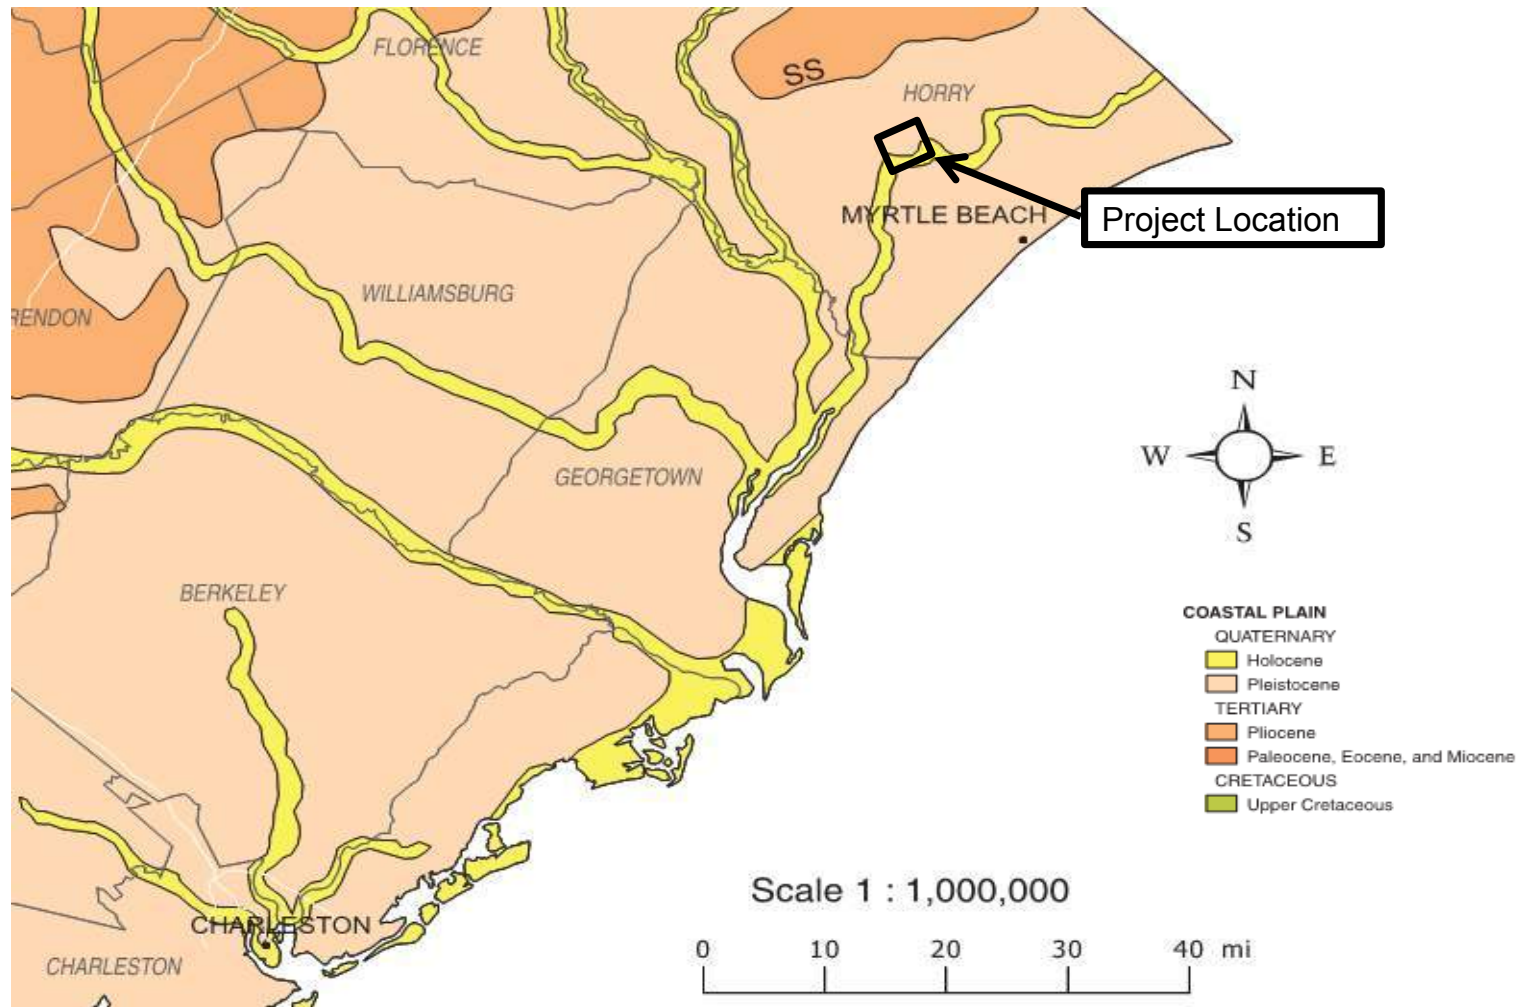 FLORENCE
SS
HORRY
MYRTLE BEACH
Project Location
WILLIAMSBURG
RENDON
N
W E
S
GEORGETOWN
BERKELEY
COASTAL PLAIN
QUATERNARY
Holocene
Pleistocene
TERTIARY
Pliocene
Paleocene, Eocene, and Miocene
CRETACEOUS
Upper Cretaceous
Scale 1 : 1,000,000
CHARLESTON
0 10 20 30 40 mi
CHARLESTON